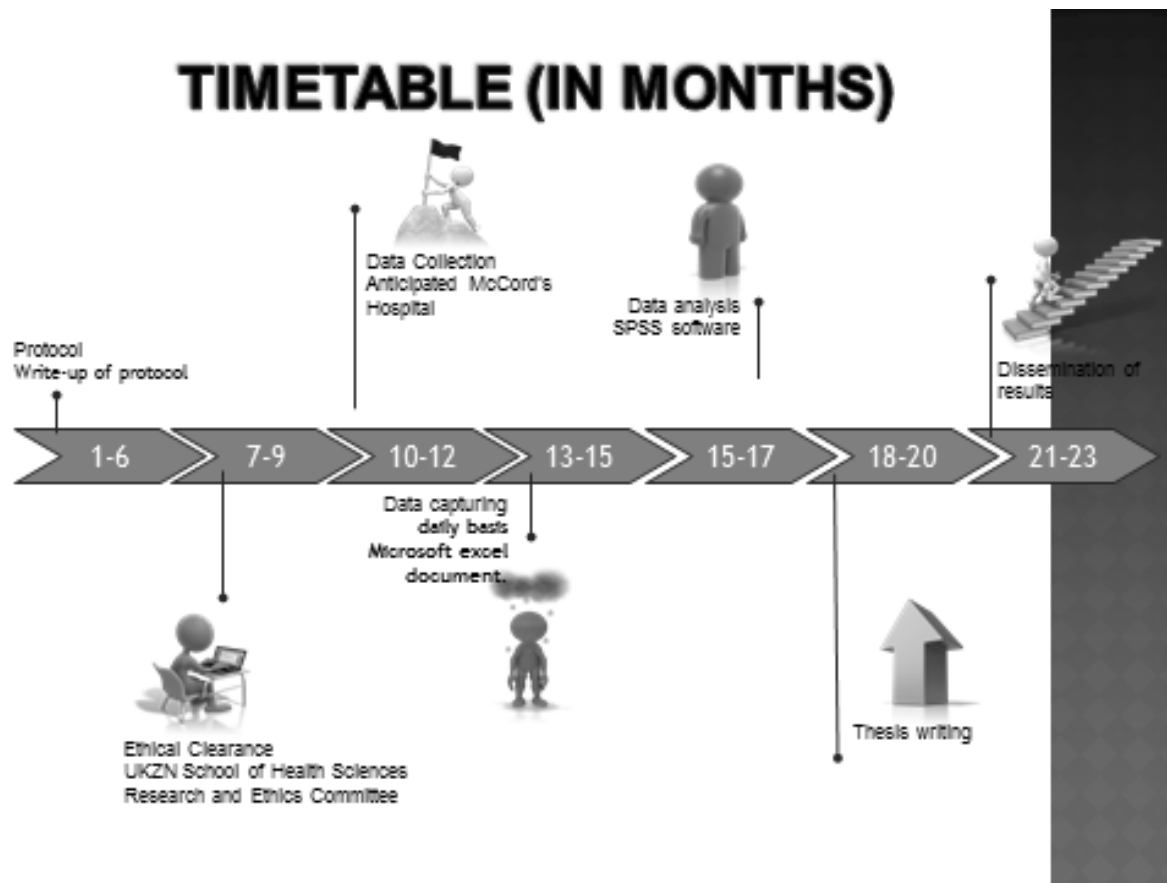 TIMETABLE (IN MONTHS)
Data Collection
Anticipated McCord's
Hospital
Data analysis
SPSS software
Protocol
Write-up of protocol
Dissemination of
results
1-6
7-9
10-12
13-15
15-17
18-20
21-23
Data capturing
daily basis
Microsoft excel
document.
Ethical Clearance
UKZN School of Health Sciences
Research and Ethics Committee
Thesis writing